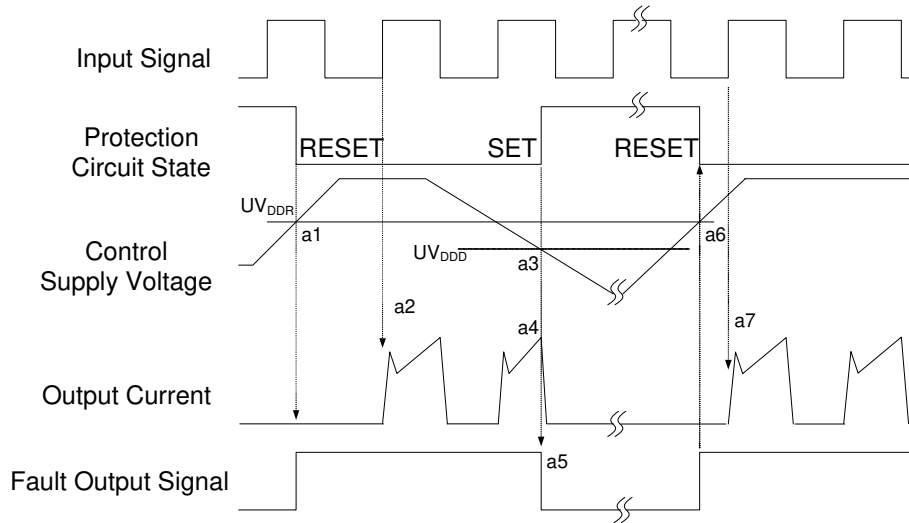 Input Signal
Protection
Circuit State
RESET
SET
RESET
UVDDR
a1
a6
Control
Supply Voltage
UVDDD
a3
a2
a4
a7
Output Current
a5
Fault Output Signal